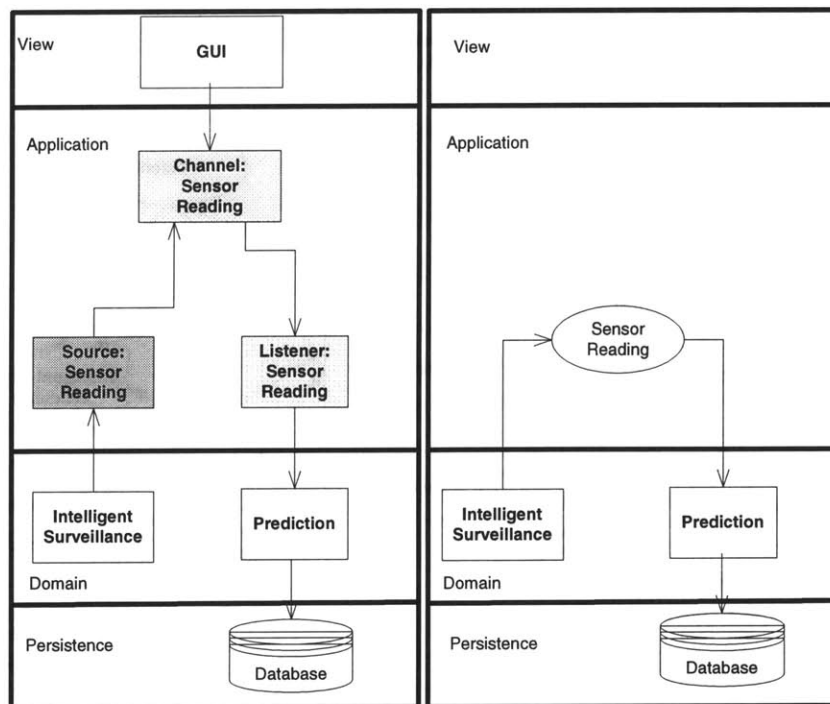 View
GUI
Application
Channel:
Sensor
Reading
Source:
Sensor
Reading
Listener:
Sensor
Reading
Intelligent
Surveillance
Prediction
Domain
Persistence
Database
View
Application
Sensor
Reading
Intelligent
Surveillance
Prediction
Domain
Persistence
Database